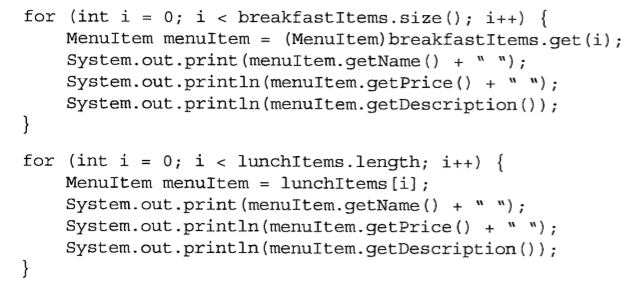 for (int i = 0; i < breakfastItems.size(); i++) {
    MenuItem menuItem = (MenuItem)breakfastItems.get(i);
    System.out.print(menuItem.getName() + " ");
    System.out.println(menuItem.getPrice() + " ");
    System.out.println(menuItem.getDescription());
}

for (int i = 0; i < lunchItems.length; i++) {
    MenuItem menuItem = lunchItems[i];
    System.out.print(menuItem.getName() + " ");
    System.out.println(menuItem.getPrice() + " ");
    System.out.println(menuItem.getDescription());
}